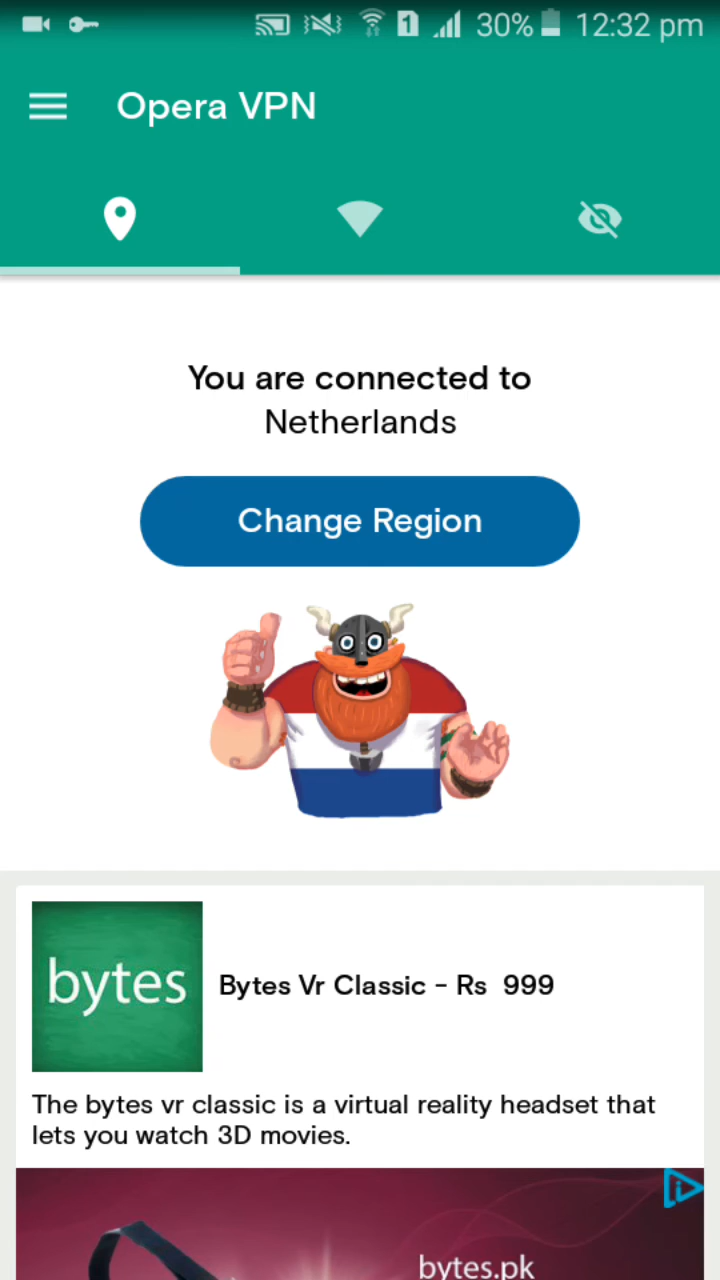 1 30% 12:32 pm
Opera VPN
You are connected to
Netherlands
Change Region
bytes
Bytes Vr Classic - Rs 999
The bytes vr classic is a virtual reality headset that
lets you watch 3D movies.
bytes.pk